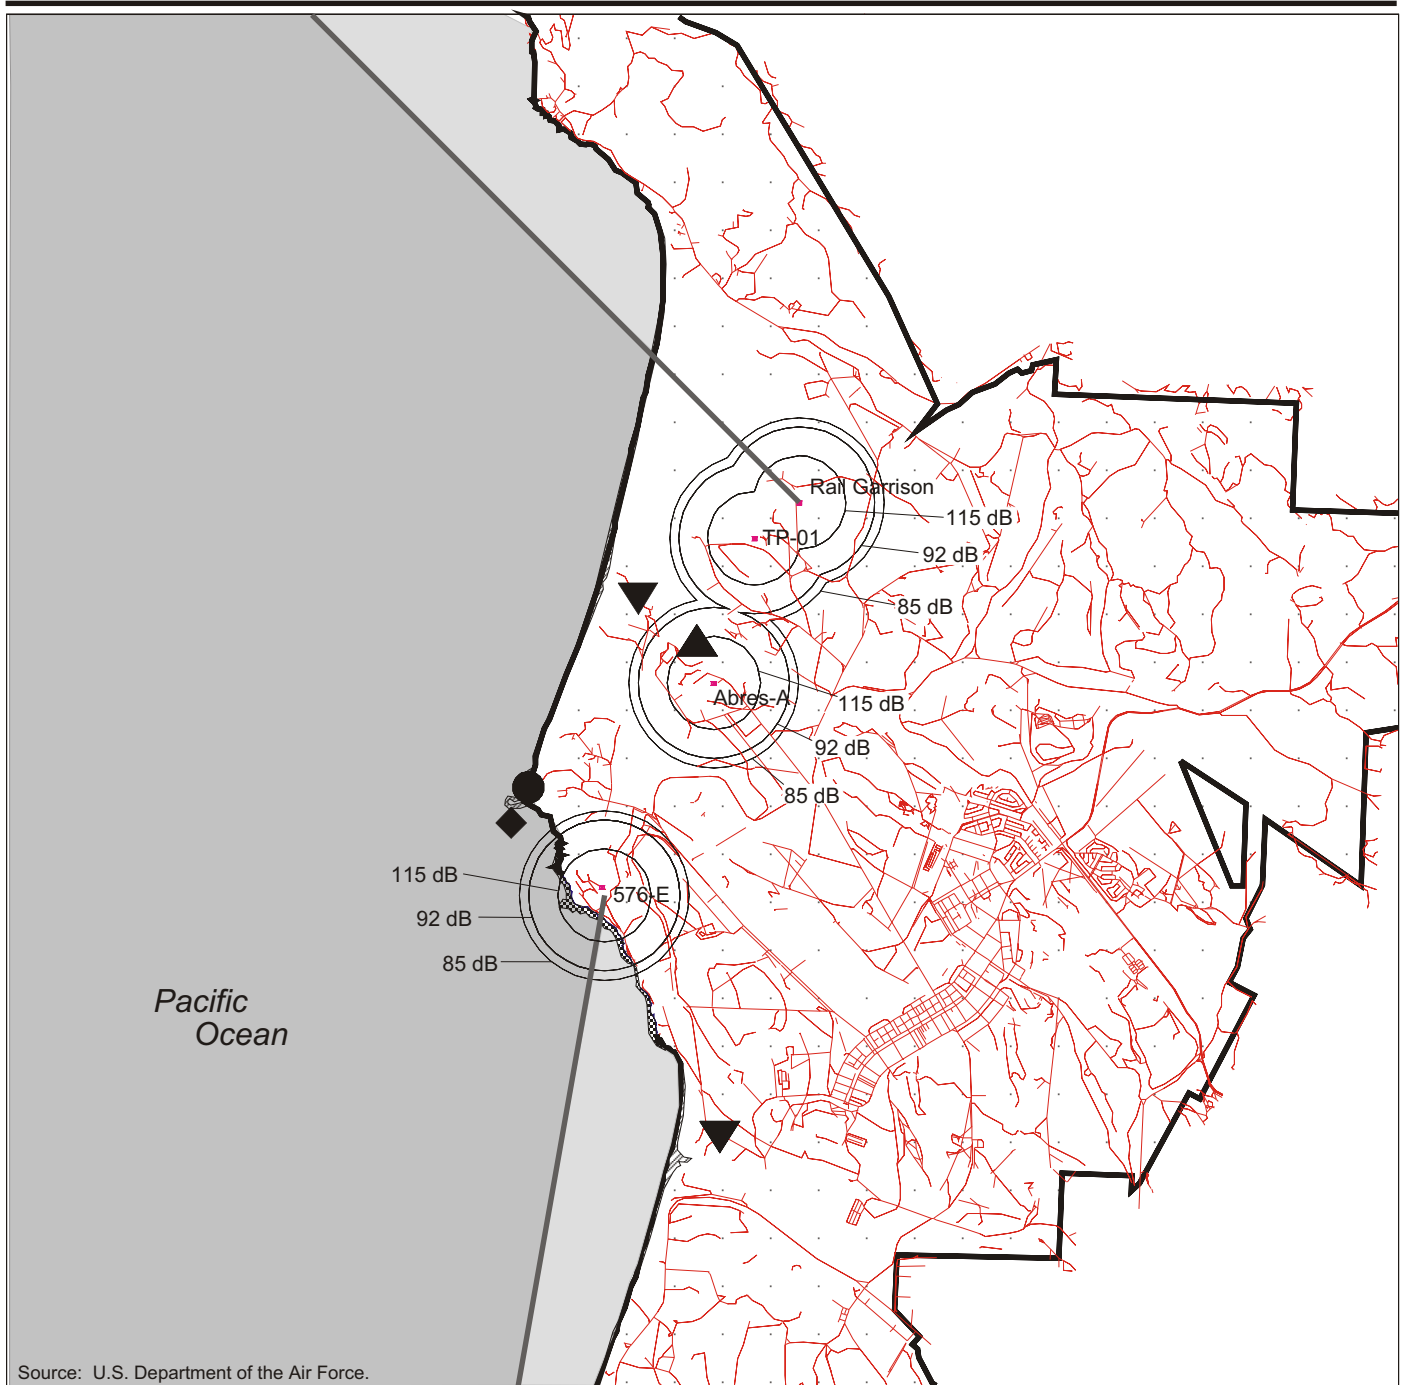 Rail Garrison
115 dB
TP-01
92 dB
85 dB
Abres-A
115 dB
92 dB
85 dB
115 dB
576-E
92 dB
85 dB
Pacific
Ocean
Source: U.S. Department of the Air Force.